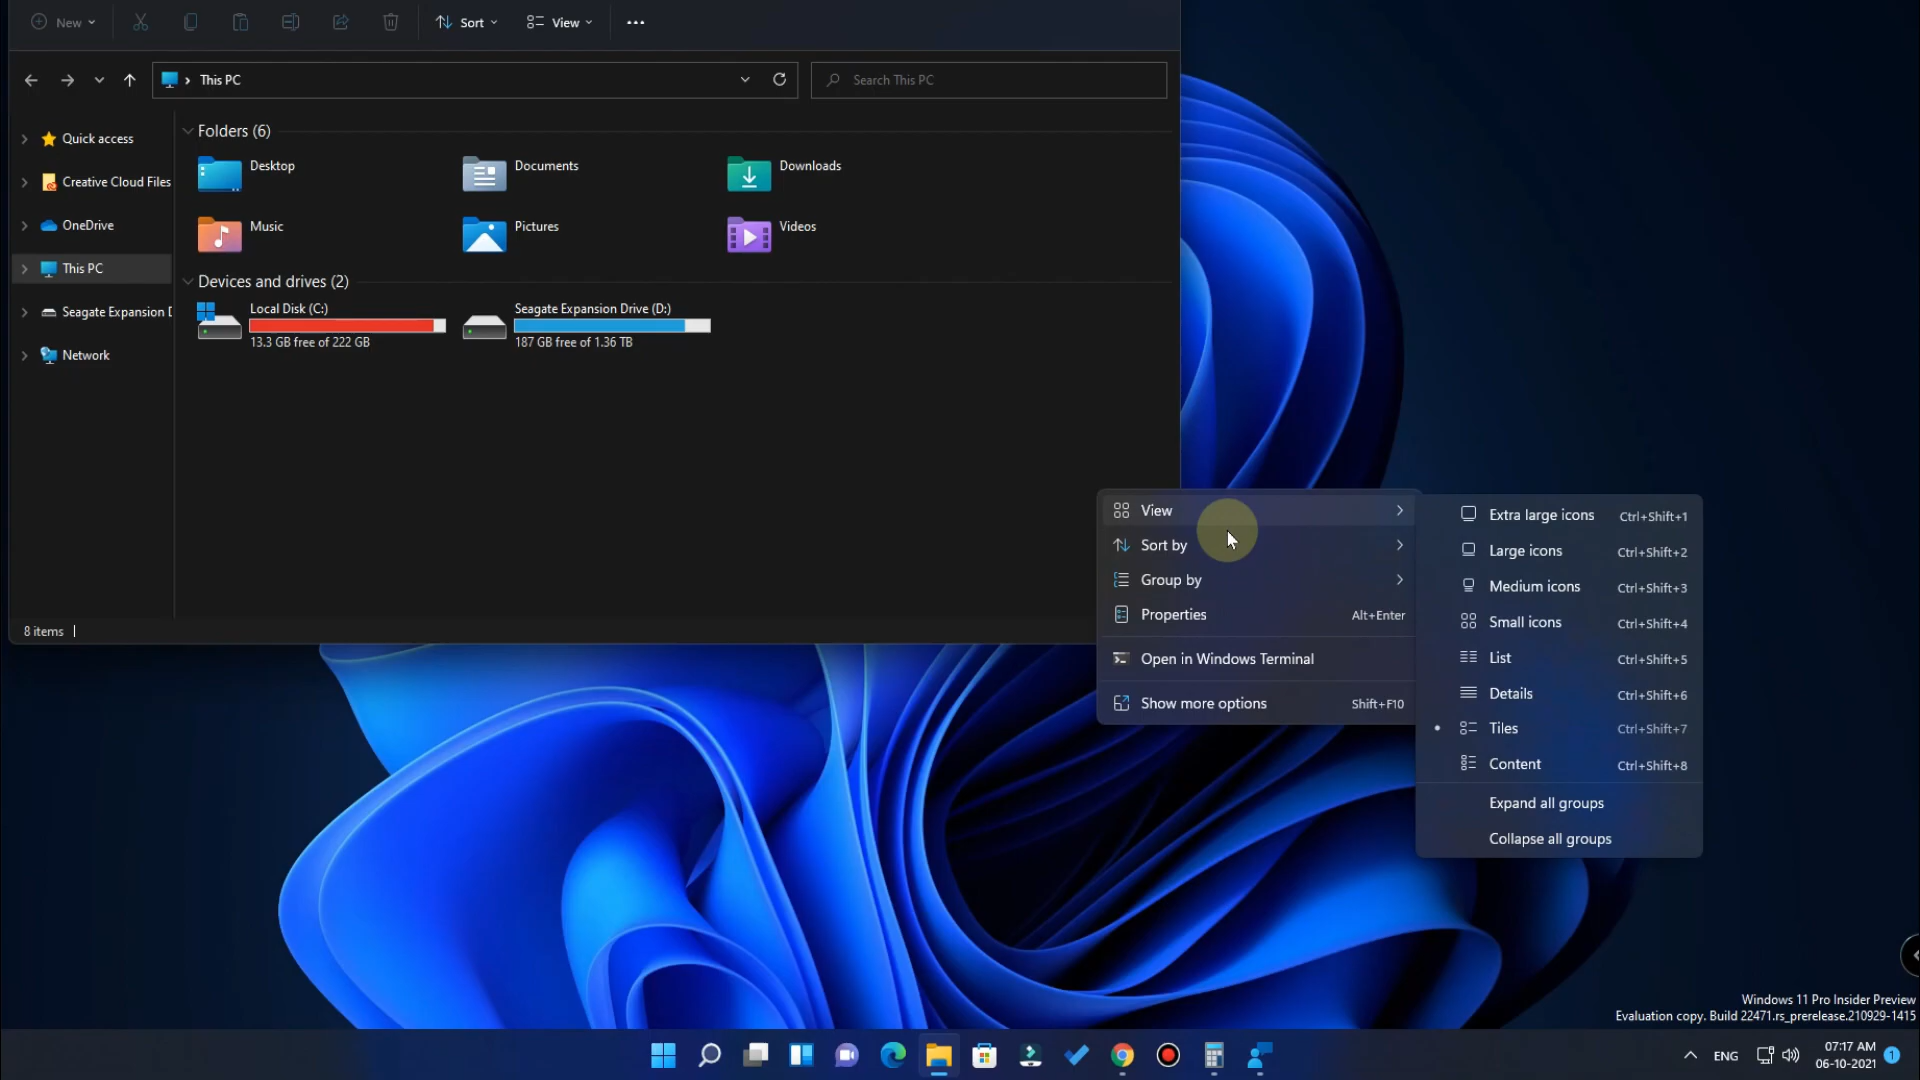 New
Sort
View
This PC
Search This PC
Quick access
Creative Cloud Files
OneDrive
This PC
Seagate Expansion D
Network
Folders (6)
Desktop
Documents
Downloads
Music
Pictures
Videos
Devices and drives (2)
Local Disk (C:)
13.3 GB free of 222 GB
Seagate Expansion Drive (D:)
187 GB free of 1.36 TB
8 items
View
Sort by
Group by
Properties Alt+Enter
Open in Windows Terminal
Show more options Shift+F10
Extra large icons Ctrl+Shift+1
Large icons Ctrl+Shift+2
Medium icons Ctrl+Shift+3
Small icons Ctrl+Shift+4
List Ctrl+Shift+5
Details Ctrl+Shift+6
Tiles Ctrl+Shift+7
Content Ctrl+Shift+8
Expand all groups
Collapse all groups
Windows 11 Pro Insider Preview
Evaluation copy. Build 22471.rs_prerelease.210929-1415
ENG
07:17 AM
06-10-2021
1